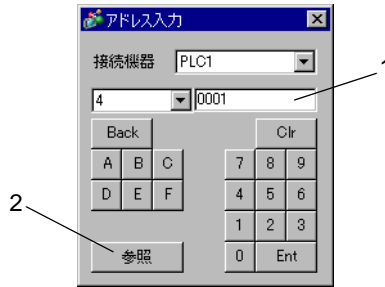 アドレス入力
接続機器 PLC1
1
4 0001
Back Clr
A B C 7 8 9
D E F 4 5 6
2
1 2 3
参照 0 Ent